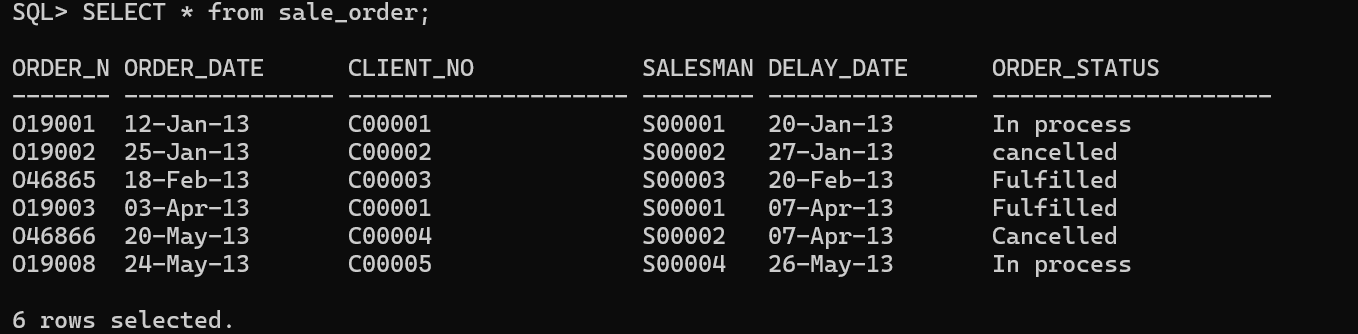 SQL> SELECT * from sale_order;
ORDER_N ORDER_DATE      CLIENT_NO            SALESMAN DELAY_DATE      ORDER_STATUS
------- --------------- -------------------- -------- --------------- --------------------
O19001  12-Jan-13       C00001               S00001   20-Jan-13       In process
O19002  25-Jan-13       C00002               S00002   27-Jan-13       cancelled
O46865  18-Feb-13       C00003               S00003   20-Feb-13       Fulfilled
O19003  03-Apr-13       C00001               S00001   07-Apr-13       Fulfilled
O46866  20-May-13       C00004               S00002   07-Apr-13       Cancelled
O19008  24-May-13       C00005               S00004   26-May-13       In process
6 rows selected.